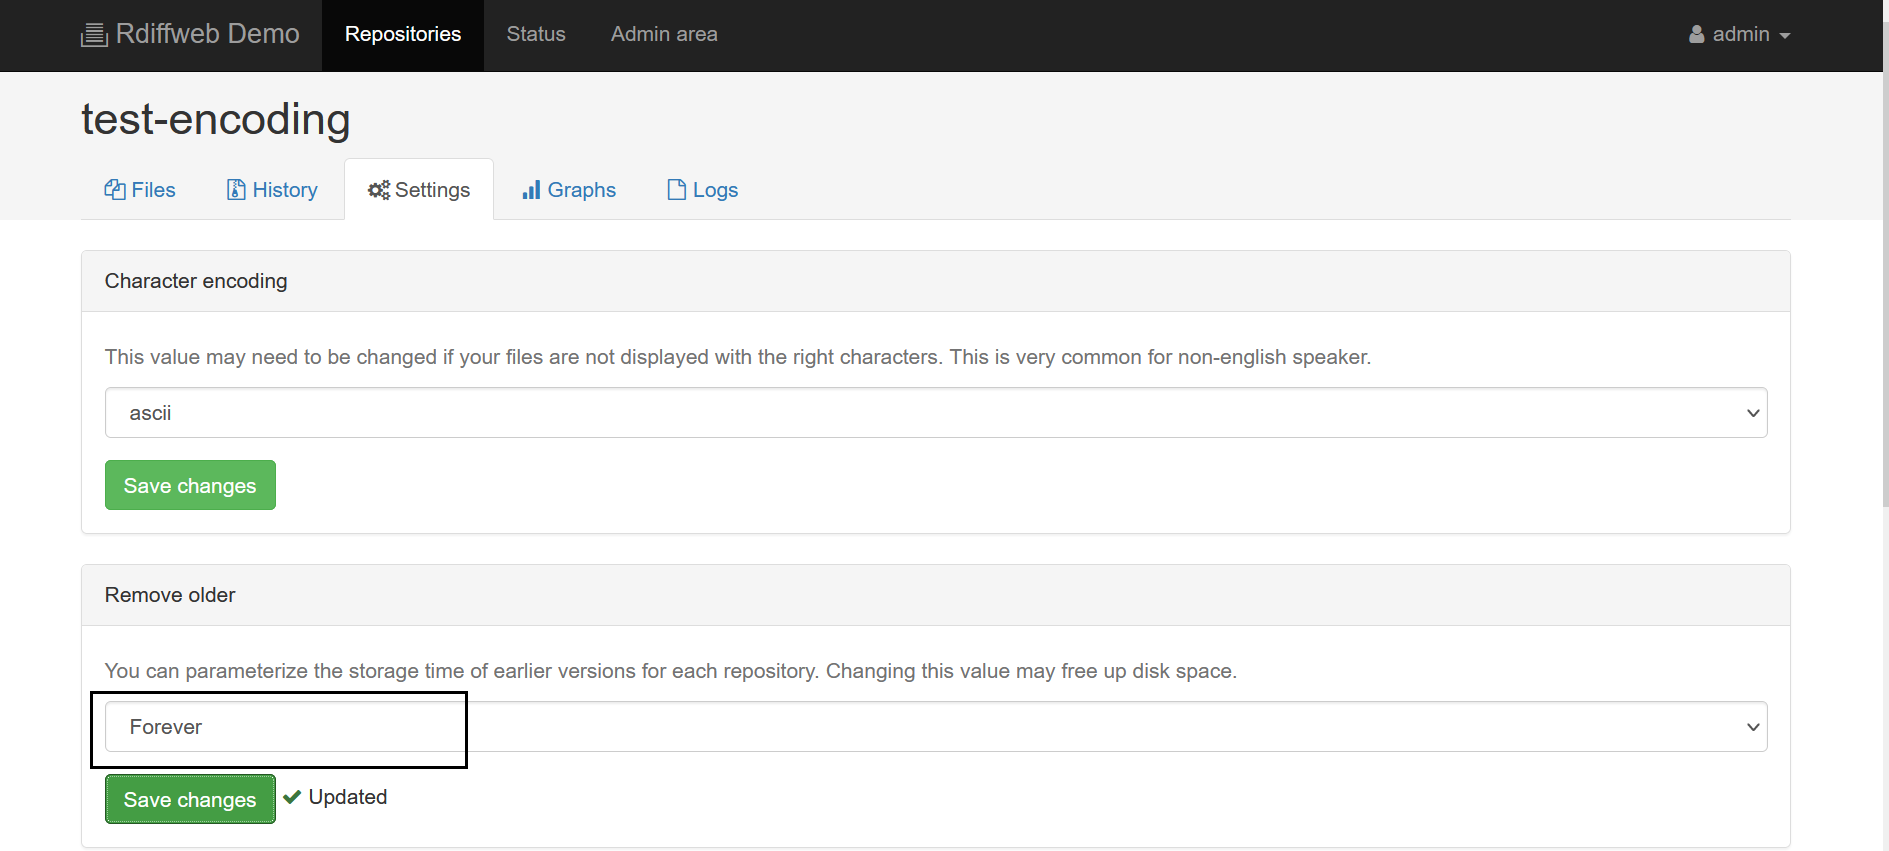 Rdiffweb Demo Repositories Status Admin area admin
test-encoding
Files History Settings Graphs Logs
Character encoding
This value may need to be changed if your files are not displayed with the right characters. This is very common for non-english speaker.
ascii
Save changes
Remove older
You can parameterize the storage time of earlier versions for each repository. Changing this value may free up disk space.
Forever
Save changes Updated